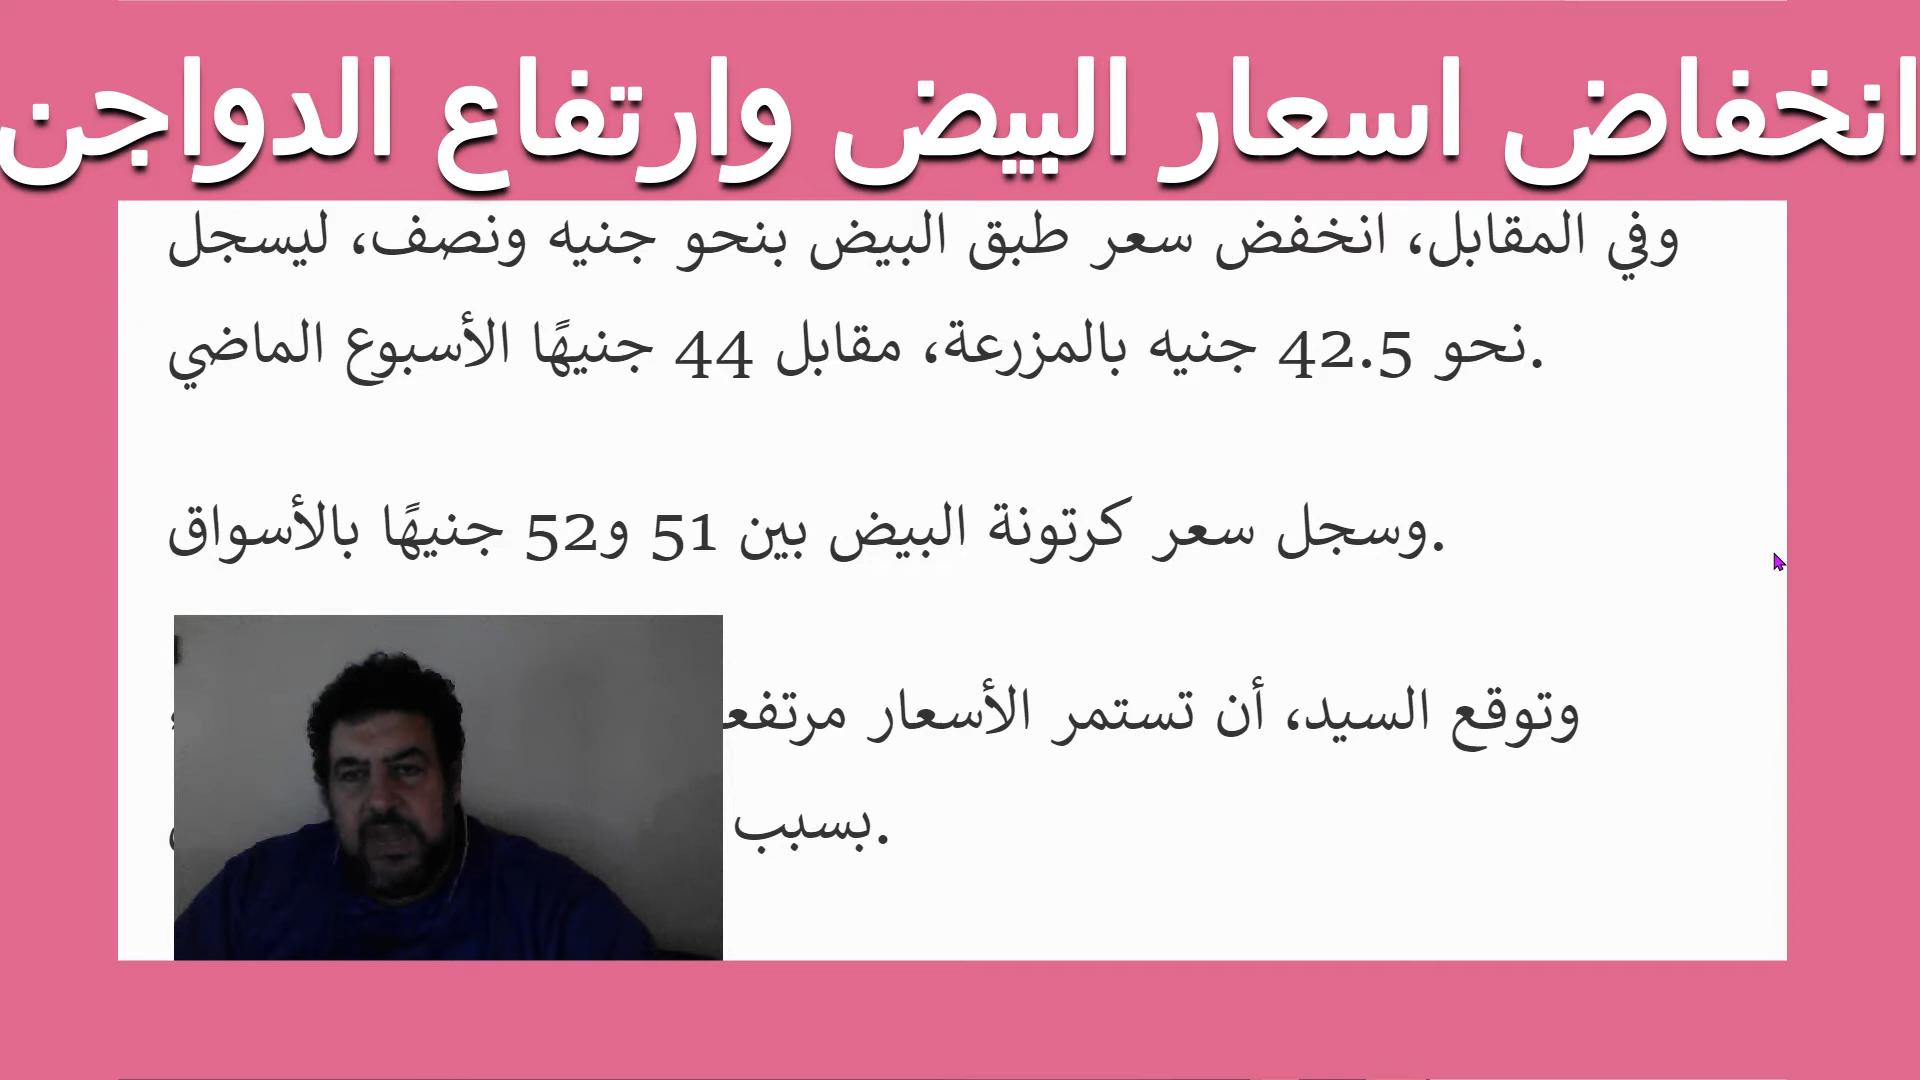 انخفاض اسعار البيض وارتفاع الدواجن
وفي المقابل، انخفض سعر طبق البيض بنحو جنيه ونصف، ليسجل
نحو 42.5 جنيه بالمزرعة، مقابل 44 جنيهًا الأسبوع الماضي.
وسجل سعر كرتونة البيض بين 51 و52 جنيهًا بالأسواق.
وتوقع السيد، أن تستمر الأسعار
بسبب.